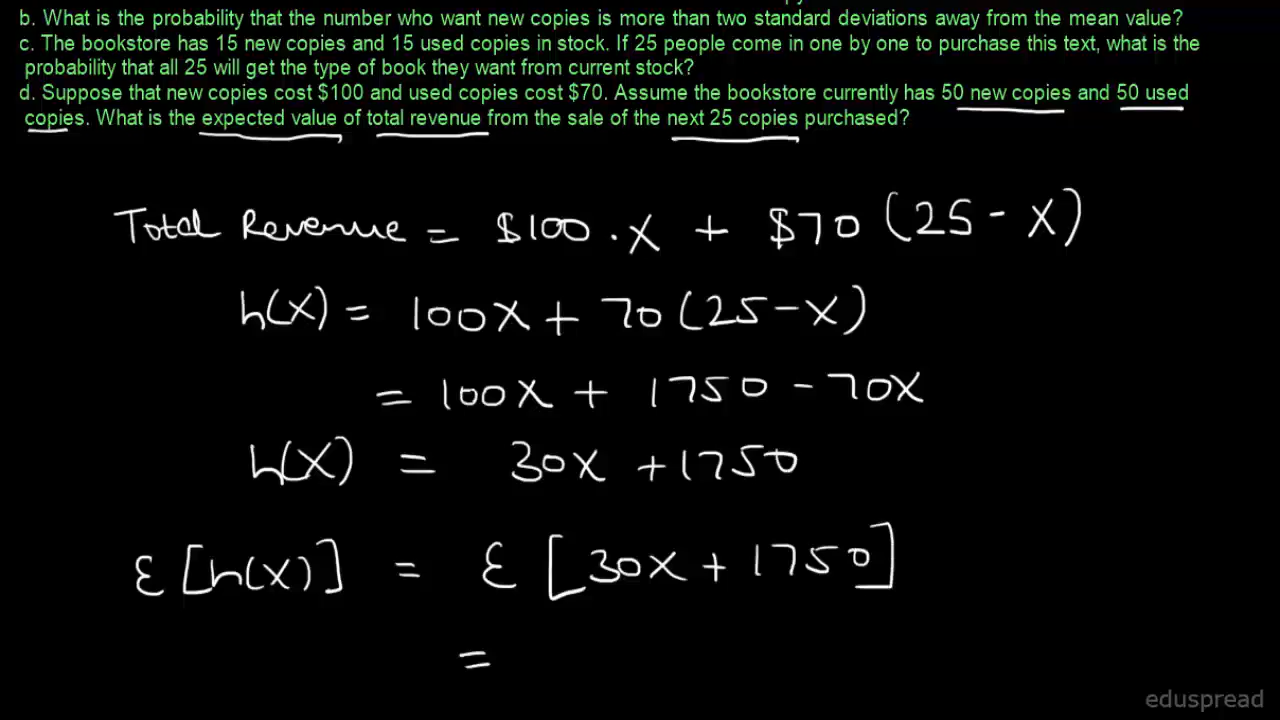 b. What is the probability that the number who want new copies is more than two standard deviations away from the mean value?
c. The bookstore has 15 new copies and 15 used copies in stock. If 25 people come in one by one to purchase this text, what is the
probability that all 25 will get the type of book they want from current stock?
d. Suppose that new copies cost $100 and used copies cost $70. Assume the bookstore currently has 50 new copies and 50 used
copies. What is the expected value of total revenue from the sale of the next 25 copies purchased?
Total Revenue = $100 . X + $70 (25 - X)
h(X) = 100X + 70 (25 - X)
= 100X + 1750 - 70X
h(X) = 30X + 1750
E [h(X)] = E [30X + 1750]
=
eduspread